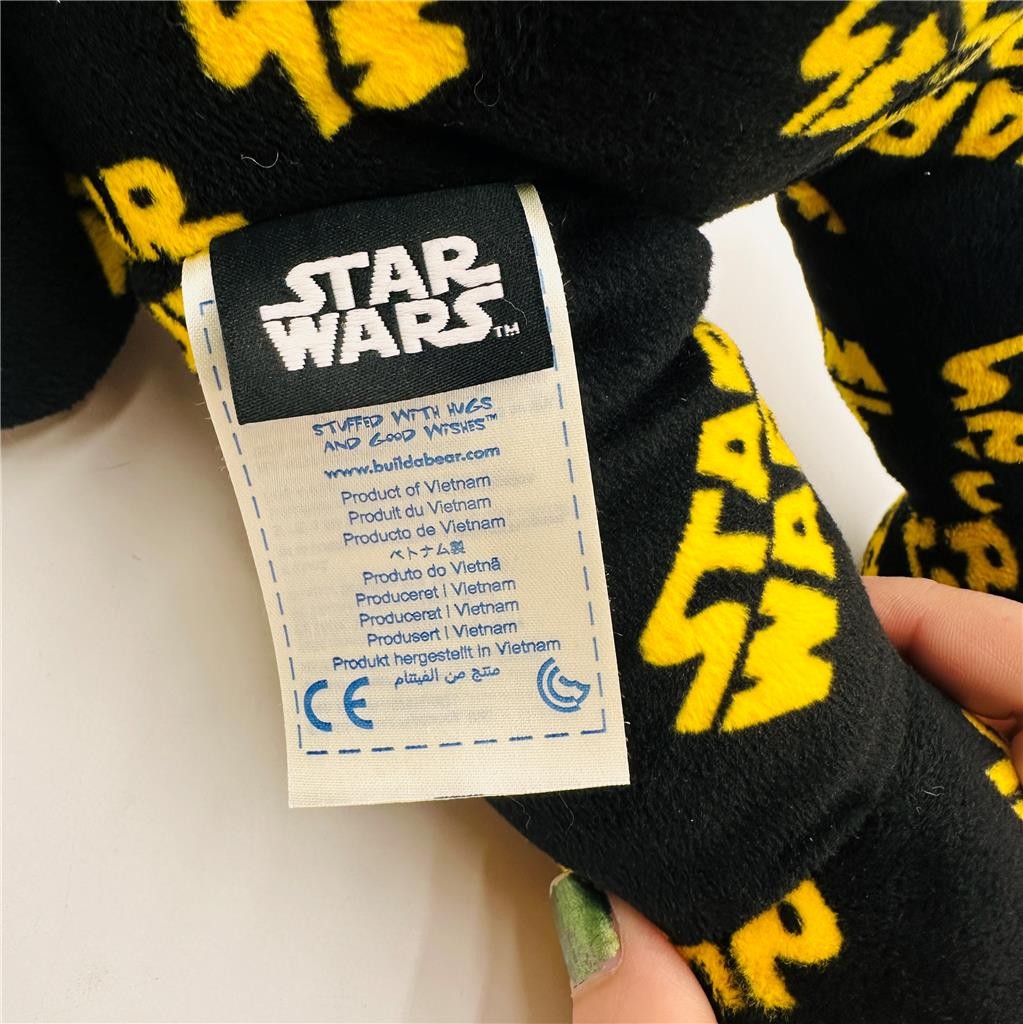 STAR
WARS™
STUFFED WITH HUGS
AND GOOD WISHES™
www.buildabear.com
Product of Vietnam
Produit du Vietnam
Producto de Vietnam
ベトナム製
Produto do Vietnã
Produceret I Vietnam
Producerat I Vietnam
Produsert I Vietnam
Produkt hergestellt in Vietnam
منتج من الفيتنام
CE
STAR
WARS